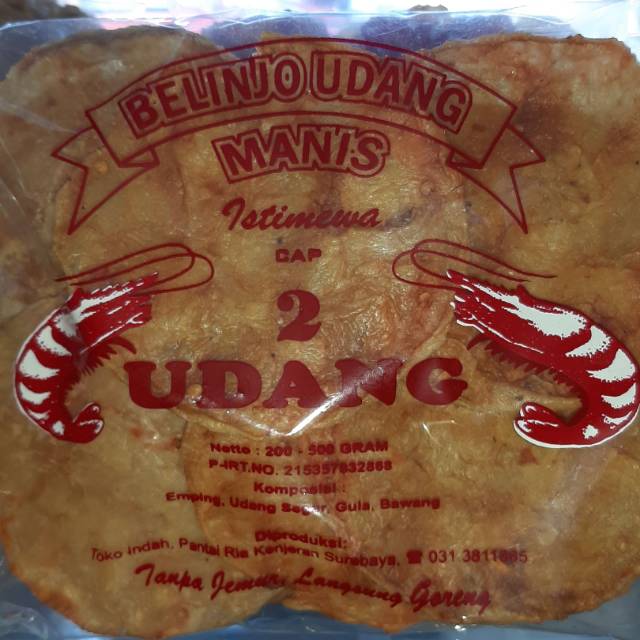 BELINJO UDANG
MANIS
Istimewa
CAP
2
UDANG
Netto : 200 - 500 GRAM
P-IRT.NO. 215357832868
Komposisi :
Emping, Udang Segar, Gula, Bawang
Diproduksi:
Toko Indah, Pantai Ria Kenjeran Surabaya, ☎ 031
Tanpa Jemur, Langsung Goreng